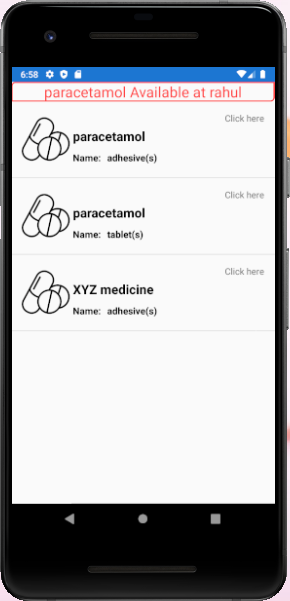 6:58
paracetamol Available at rahul
Click here
paracetamol
Name: adhesive(s)
Click here
paracetamol
Name: tablet(s)
Click here
XYZ medicine
Name: adhesive(s)